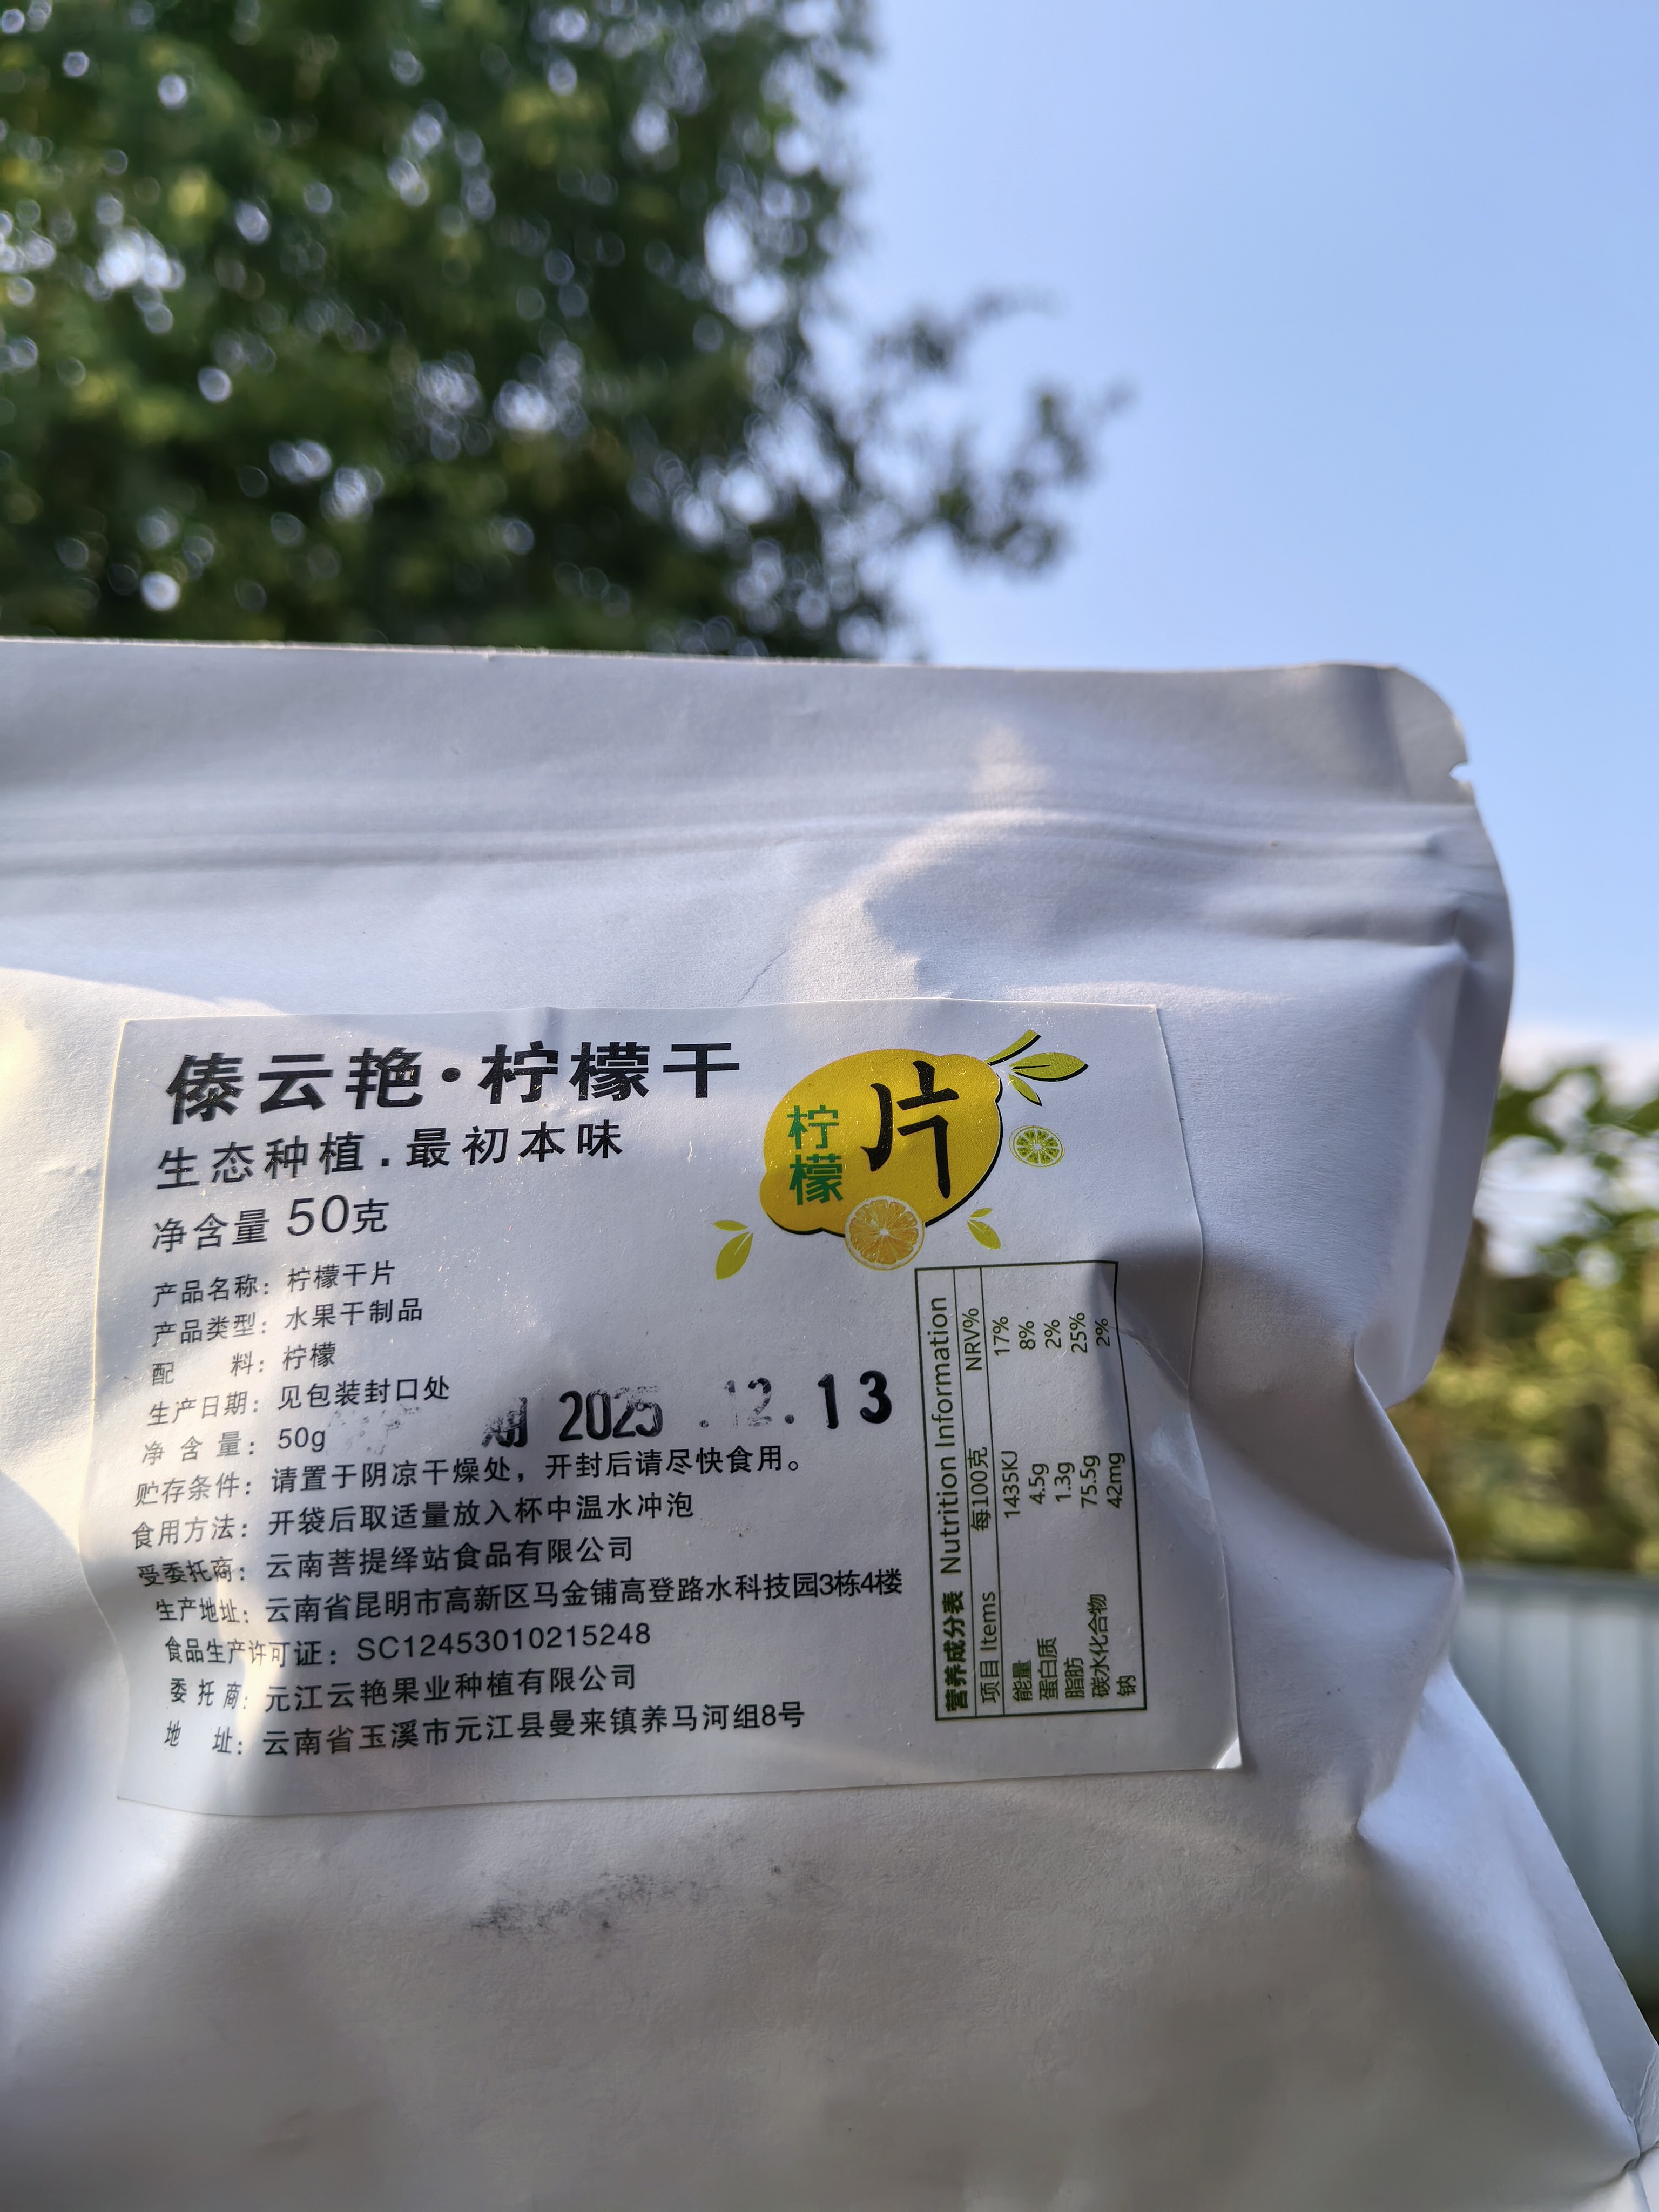 傣云艳·柠檬干
片
柠檬
生态种植.最初本味
净含量 50克
产品名称：柠檬干片
产品类型：水果干制品
配 料：柠檬
生产日期：见包装封口处
期 2025.12.13
净 含 量：50g
贮存条件：请置于阴凉干燥处，开封后请尽快食用。
食用方法：开袋后取适量放入杯中温水冲泡
受委托商：云南菩提绎站食品有限公司
生产地址：云南省昆明市高新区马金铺高登路水科技园3栋4楼
食品生产许可证：SC12453010215248
委 托 商：元江云艳果业种植有限公司
地 址：云南省玉溪市元江县曼来镇养马河组8号
营养成分表 Nutrition Information
项目 Items 每100克 NRV%
能量 1435KJ 17%
蛋白质 4.5g 8%
脂肪 1.3g 2%
碳水化合物 75.5g 25%
钠 42mg 2%